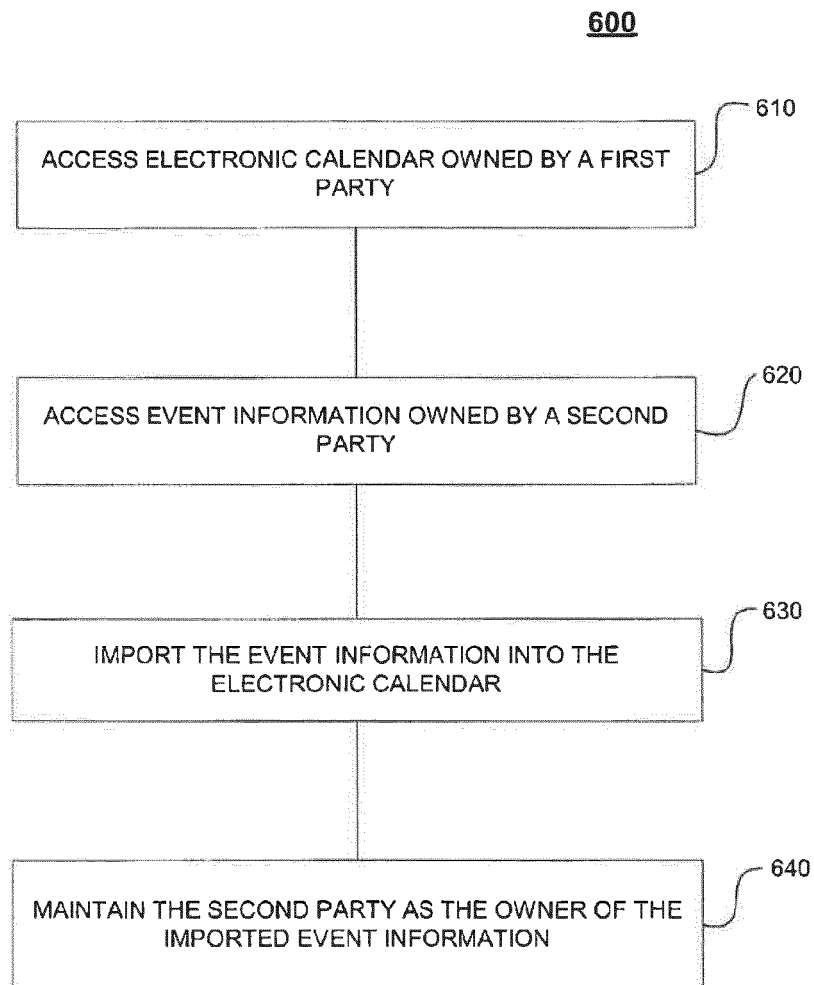 600
610
ACCESS ELECTRONIC CALENDAR OWNED BY A FIRST
PARTY
620
ACCESS EVENT INFORMATION OWNED BY A SECOND
PARTY
630
IMPORT THE EVENT INFORMATION INTO THE
ELECTRONIC CALENDAR
640
MAINTAIN THE SECOND PARTY AS THE OWNER OF THE
IMPORTED EVENT INFORMATION